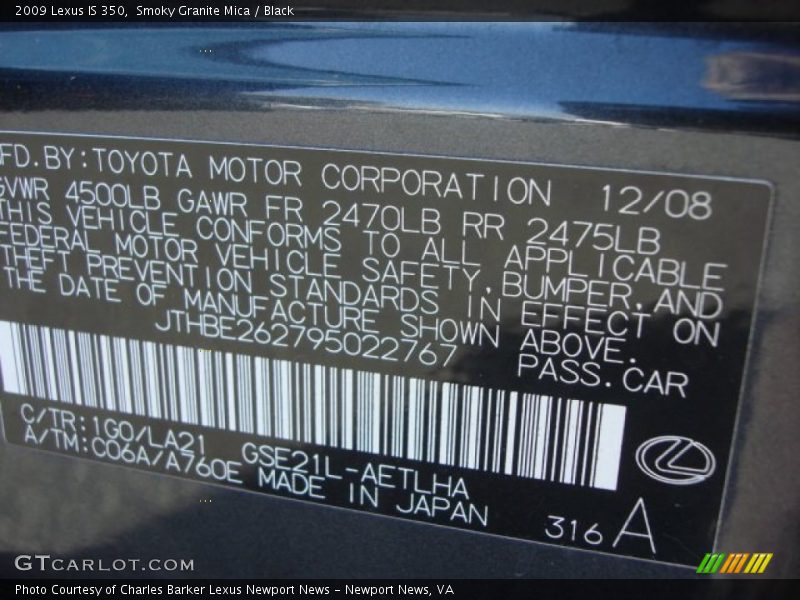 2009 Lexus IS 350,  Smoky Granite Mica / Black
FD. BY: TOYOTA MOTOR CORPORATION 12/08
GVWR 4500LB GAWR FR 2470LB RR 2475LB
THIS VEHICLE CONFORMS TO ALL APPLICABLE
FEDERAL MOTOR VEHICLE SAFETY, BUMPER, AND
THEFT PREVENTION STANDARDS IN EFFECT ON
THE DATE OF MANUFACTURE SHOWN ABOVE.
JTHBE262795022767 PASS. CAR
C/TR: 1G0/LA21 GSE21L-AETLHA
A/TM: C06A/A760E MADE IN JAPAN
316 A
GTCARLOT.COM
Photo Courtesy of Charles Barker Lexus Newport News – Newport News, VA